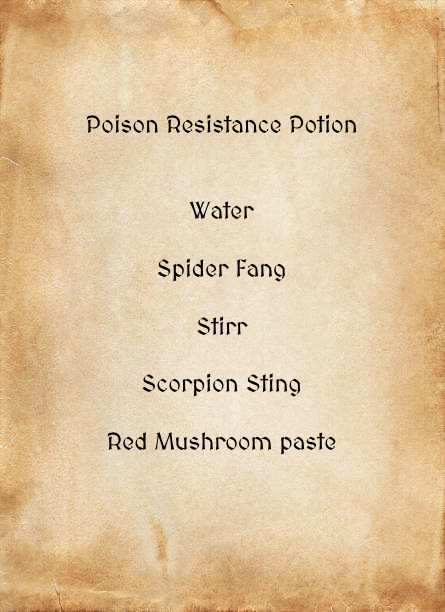 Poison Resistance Potion
Water
Spider Fang
Stirr
Scorpion Sting
Red Mushroom paste